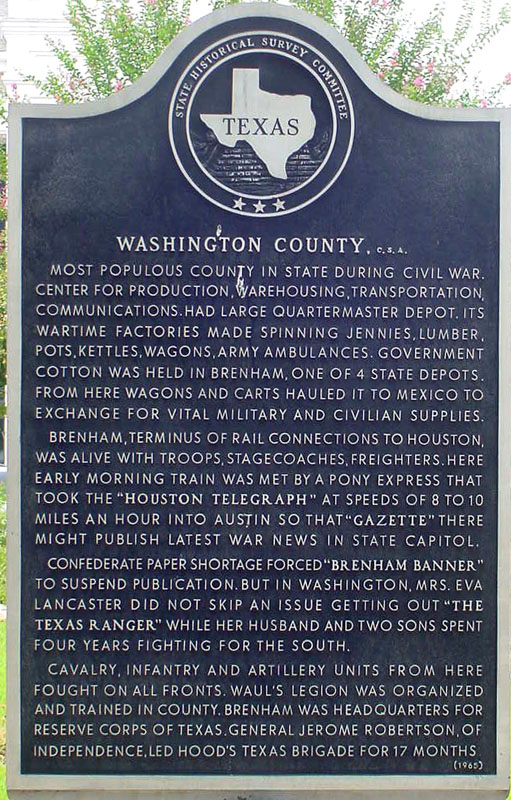 STATE HISTORICAL SURVEY COMMITTEE
TEXAS
WASHINGTON COUNTY, C.S.A.
MOST POPULOUS COUNTY IN STATE DURING CIVIL WAR.
CENTER FOR PRODUCTION, WAREHOUSING, TRANSPORTATION,
COMMUNICATIONS. HAD LARGE QUARTERMASTER DEPOT. ITS
WARTIME FACTORIES MADE SPINNING JENNIES, LUMBER,
POTS, KETTLES, WAGONS, ARMY AMBULANCES. GOVERNMENT
COTTON WAS HELD IN BRENHAM, ONE OF 4 STATE DEPOTS.
FROM HERE WAGONS AND CARTS HAULED IT TO MEXICO TO
EXCHANGE FOR VITAL MILITARY AND CIVILIAN SUPPLIES.
BRENHAM, TERMINUS OF RAIL CONNECTIONS TO HOUSTON,
WAS ALIVE WITH TROOPS, STAGECOACHES, FREIGHTERS. HERE
EARLY MORNING TRAIN WAS MET BY A PONY EXPRESS THAT
TOOK THE "HOUSTON TELEGRAPH" AT SPEEDS OF 8 TO 10
MILES AN HOUR INTO AUSTIN SO THAT "GAZETTE" THERE
MIGHT PUBLISH LATEST WAR NEWS IN STATE CAPITOL.
CONFEDERATE PAPER SHORTAGE FORCED "BRENHAM BANNER"
TO SUSPEND PUBLICATION. BUT IN WASHINGTON, MRS. EVA
LANCASTER DID NOT SKIP AN ISSUE GETTING OUT "THE
TEXAS RANGER" WHILE HER HUSBAND AND TWO SONS SPENT
FOUR YEARS FIGHTING FOR THE SOUTH.
CAVALRY, INFANTRY AND ARTILLERY UNITS FROM HERE
FOUGHT ON ALL FRONTS. WAUL'S LEGION WAS ORGANIZED
AND TRAINED IN COUNTY. BRENHAM WAS HEADQUARTERS FOR
RESERVE CORPS OF TEXAS. GENERAL JEROME ROBERTSON, OF
INDEPENDENCE, LED HOOD'S TEXAS BRIGADE FOR 17 MONTHS.
(1965)